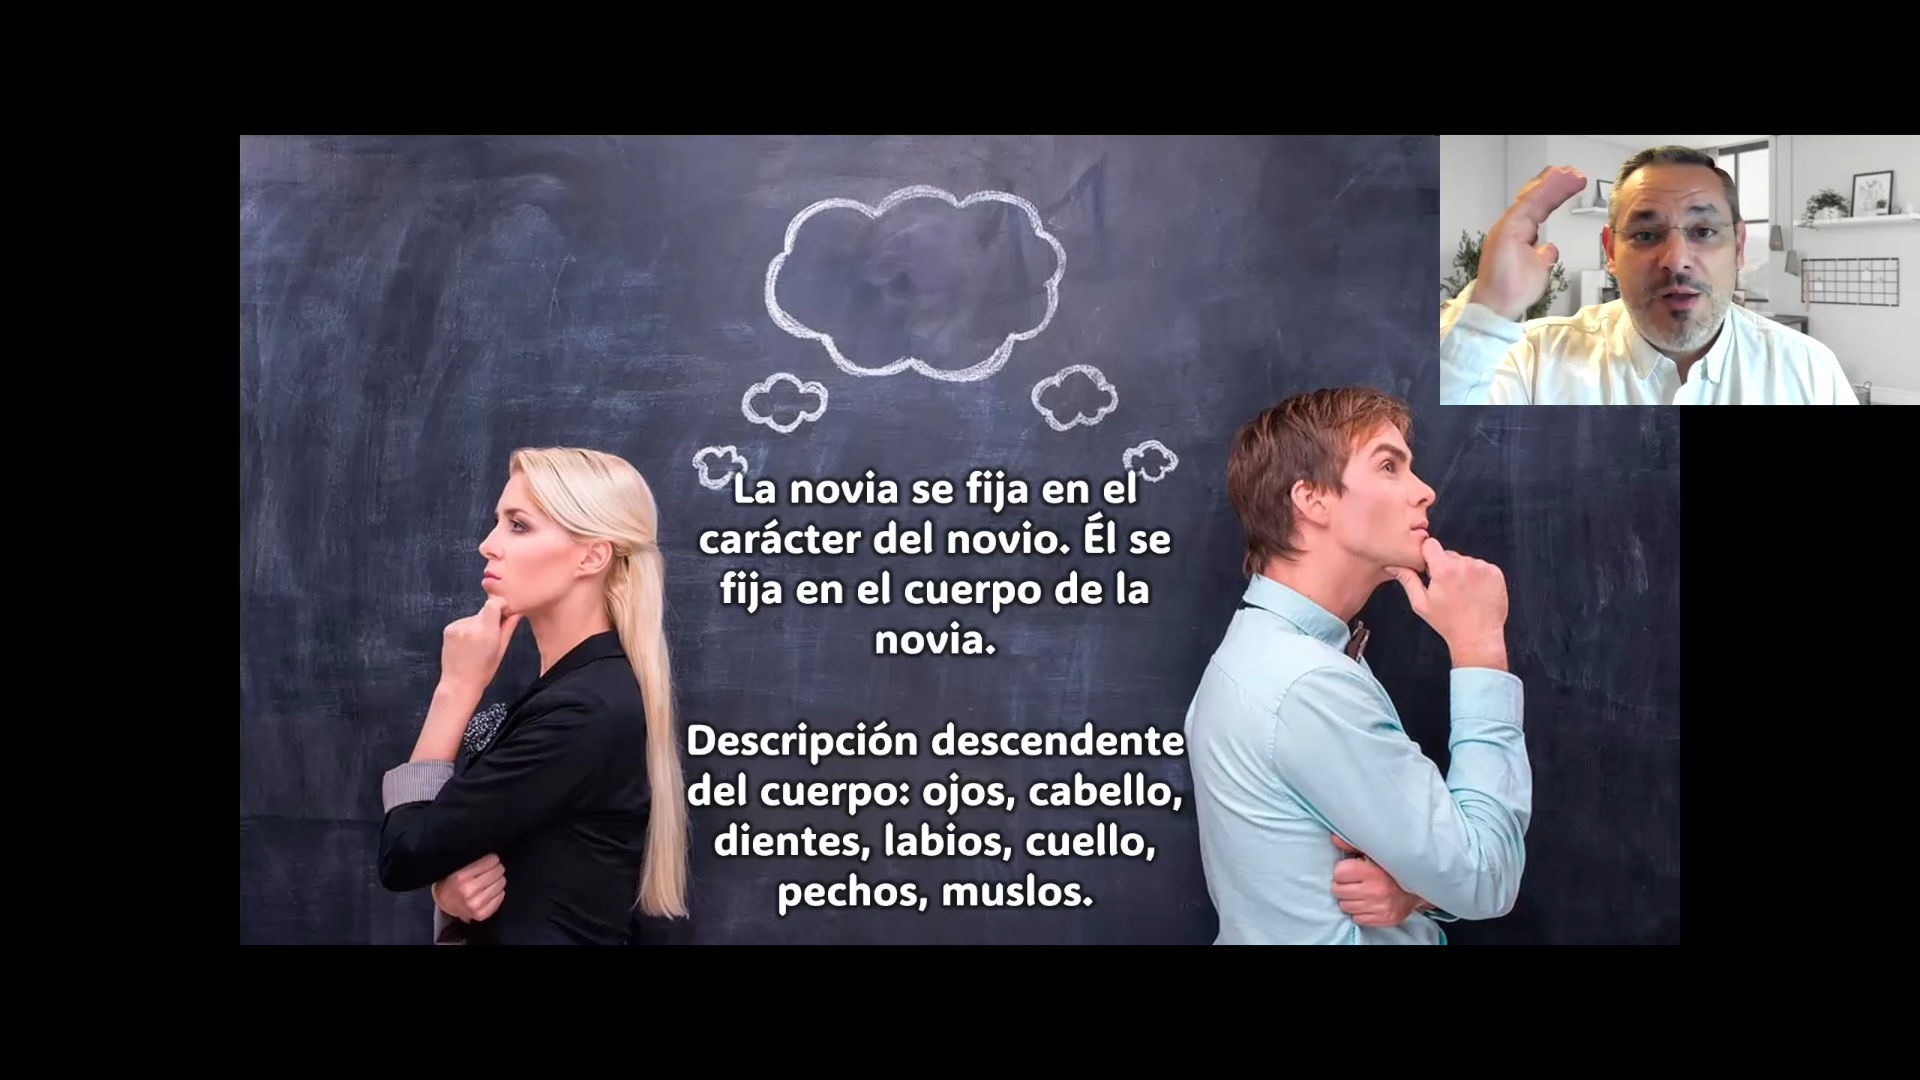 La novia se fija en el
carácter del novio. Él se
fija en el cuerpo de la
novia.
Descripción descendente
del cuerpo: ojos, cabello,
dientes, labios, cuello,
pechos, muslos.